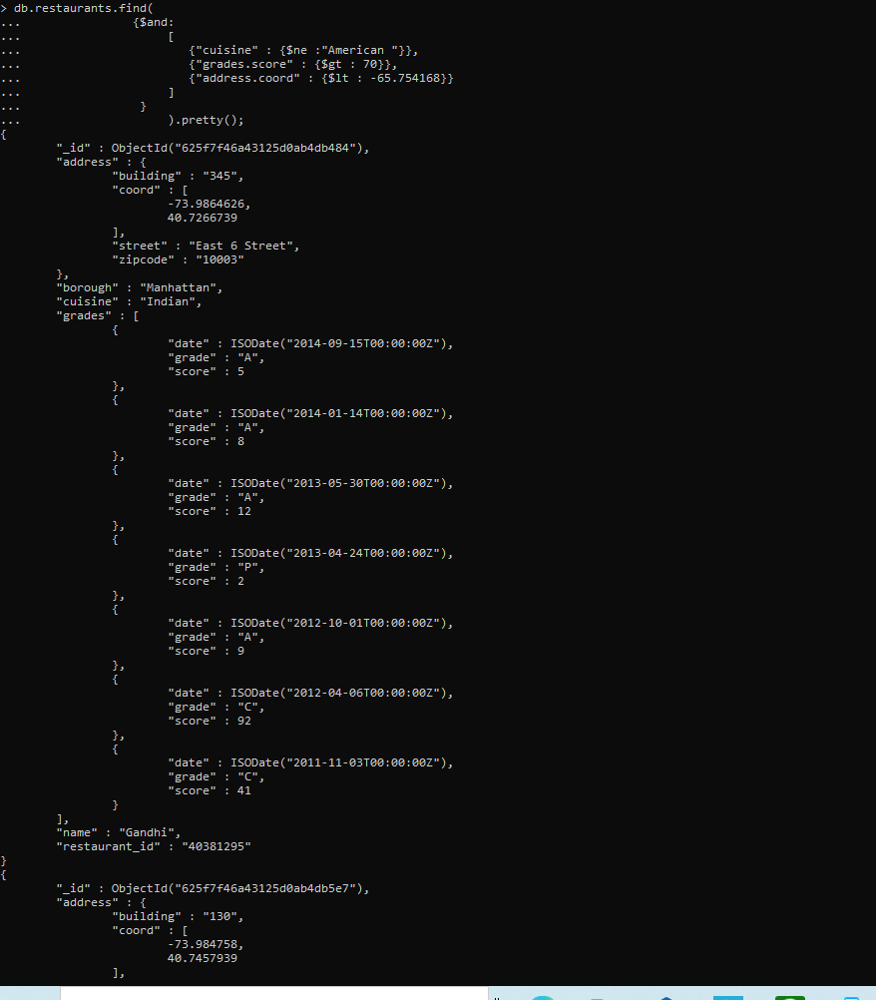 > db.restaurants.find(
...                {$and:
...                     [
...                        {"cuisine" : {$ne :"American "}},
...                        {"grades.score" : {$gt : 70}},
...                        {"address.coord" : {$lt : -65.754168}}
...                     ]
...                 }
...                     ).pretty();
{
        "_id" : ObjectId("625f7f46a43125d0ab4db484"),
        "address" : {
                "building" : "345",
                "coord" : [
                        -73.9864626,
                        40.7266739
                ],
                "street" : "East 6 Street",
                "zipcode" : "10003"
        },
        "borough" : "Manhattan",
        "cuisine" : "Indian",
        "grades" : [
                {
                        "date" : ISODate("2014-09-15T00:00:00Z"),
                        "grade" : "A",
                        "score" : 5
                },
                {
                        "date" : ISODate("2014-01-14T00:00:00Z"),
                        "grade" : "A",
                        "score" : 8
                },
                {
                        "date" : ISODate("2013-05-30T00:00:00Z"),
                        "grade" : "A",
                        "score" : 12
                },
                {
                        "date" : ISODate("2013-04-24T00:00:00Z"),
                        "grade" : "P",
                        "score" : 2
                },
                {
                        "date" : ISODate("2012-10-01T00:00:00Z"),
                        "grade" : "A",
                        "score" : 9
                },
                {
                        "date" : ISODate("2012-04-06T00:00:00Z"),
                        "grade" : "C",
                        "score" : 92
                },
                {
                        "date" : ISODate("2011-11-03T00:00:00Z"),
                        "grade" : "C",
                        "score" : 41
                }
        ],
        "name" : "Gandhi",
        "restaurant_id" : "40381295"
}
{
        "_id" : ObjectId("625f7f46a43125d0ab4db5e7"),
        "address" : {
                "building" : "130",
                "coord" : [
                        -73.984758,
                        40.7457939
                ],